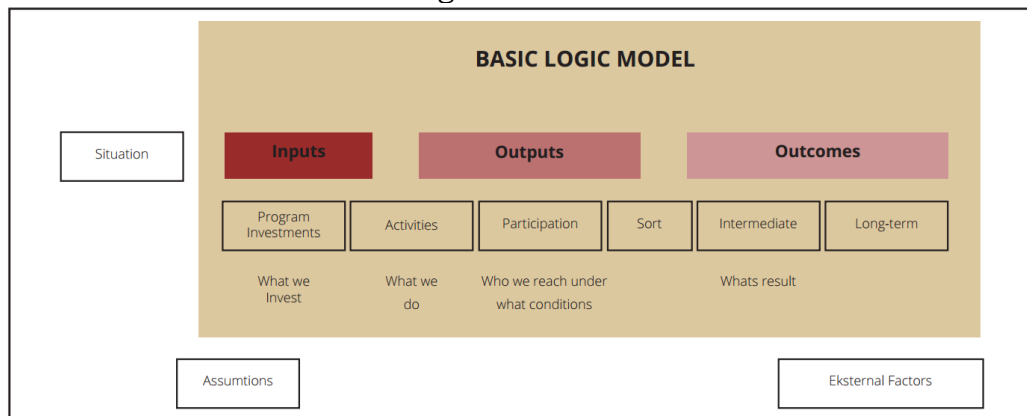 BASIC LOGIC MODEL
Situation
Inputs
Outputs
Outcomes
Program
Investments
Activities
Participation
Sort
Intermediate
Long-term
What we
Invest
What we
do
Who we reach under
what conditions
Whats result
Assumtions
Eksternal Factors